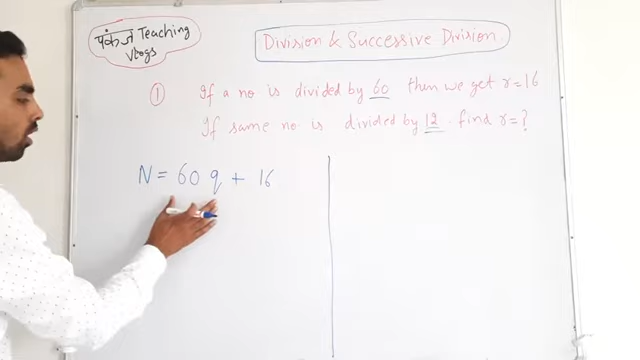 पंकज Teaching
Vlogs
Division & Successive Division
① If a no is divided by 60 then we get r=16
If same no is divided by 12. find r=?
N = 60 q + 16